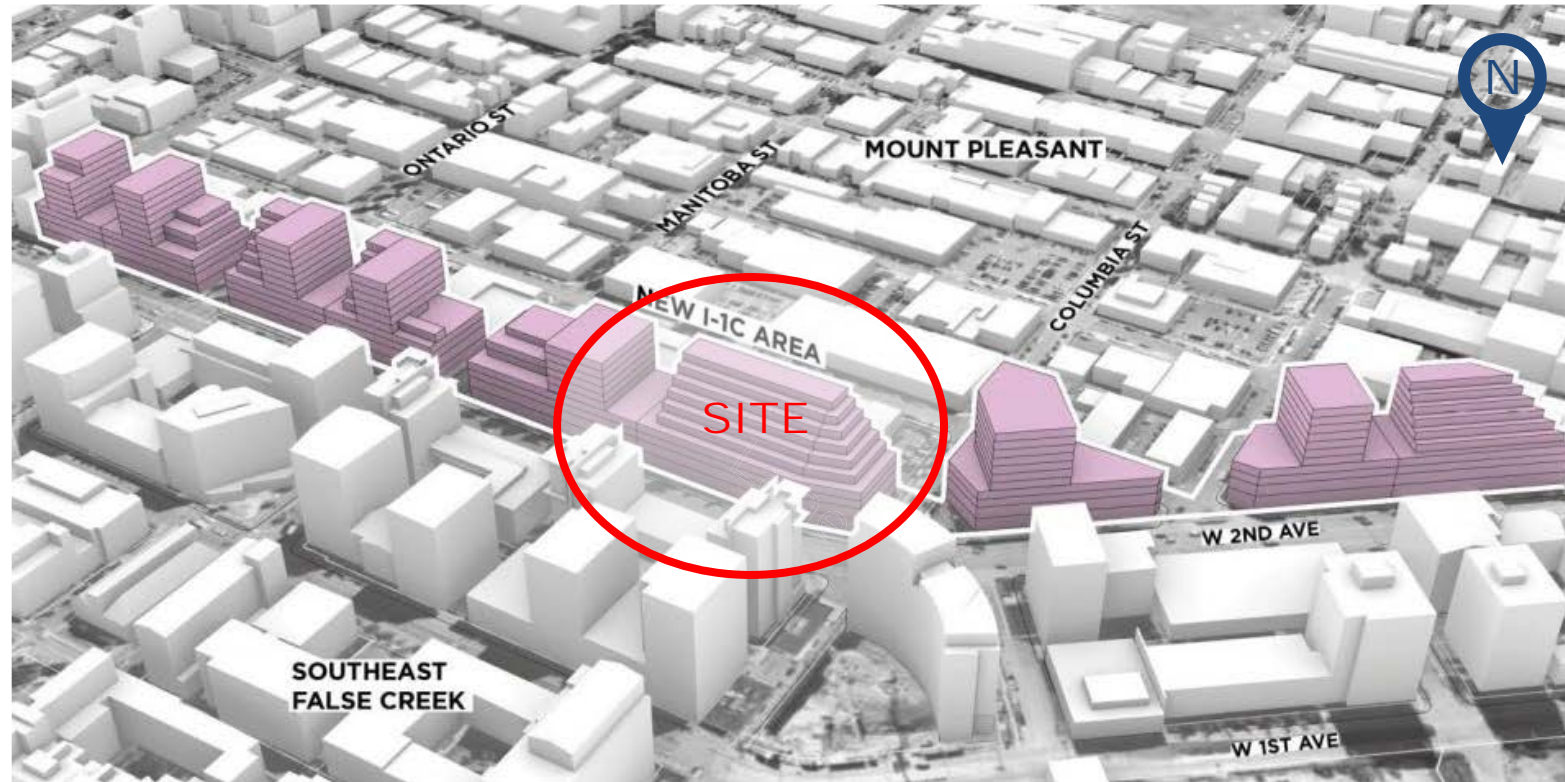 N
ONTARIO ST
MANITOBA ST
MOUNT PLEASANT
COLUMBIA ST
NEW I-1C AREA
SITE
W 2ND AVE
SOUTHEAST
FALSE CREEK
W 1ST AVE